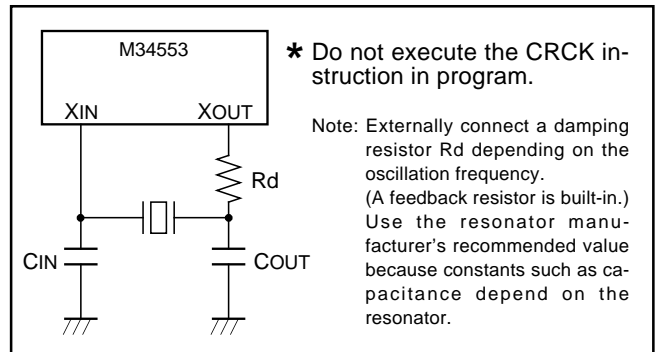 M34553
XIN
XOUT
Rd
CIN
COUT
* Do not execute the CRCK in-
struction in program.
Note: Externally connect a damping
resistor Rd depending on the
oscillation frequency.
(A feedback resistor is built-in.)
Use the resonator manu-
facturer's recommended value
because constants such as ca-
pacitance depend on the
resonator.